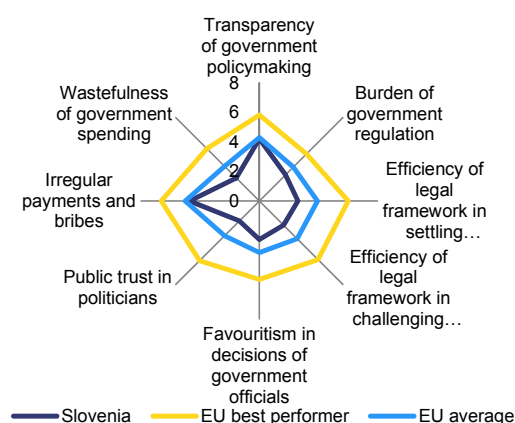 Transparency
of government
policymaking
8
6
4
2
0
Burden of
government
regulation
Efficiency of
legal
framework in
settling…
Efficiency of
legal
framework in
challenging…
Favouritism in
decisions of
government
officials
Public trust in
politicians
Irregular
payments and
bribes
Wastefulness
of government
spending
Slovenia
EU best performer
EU average